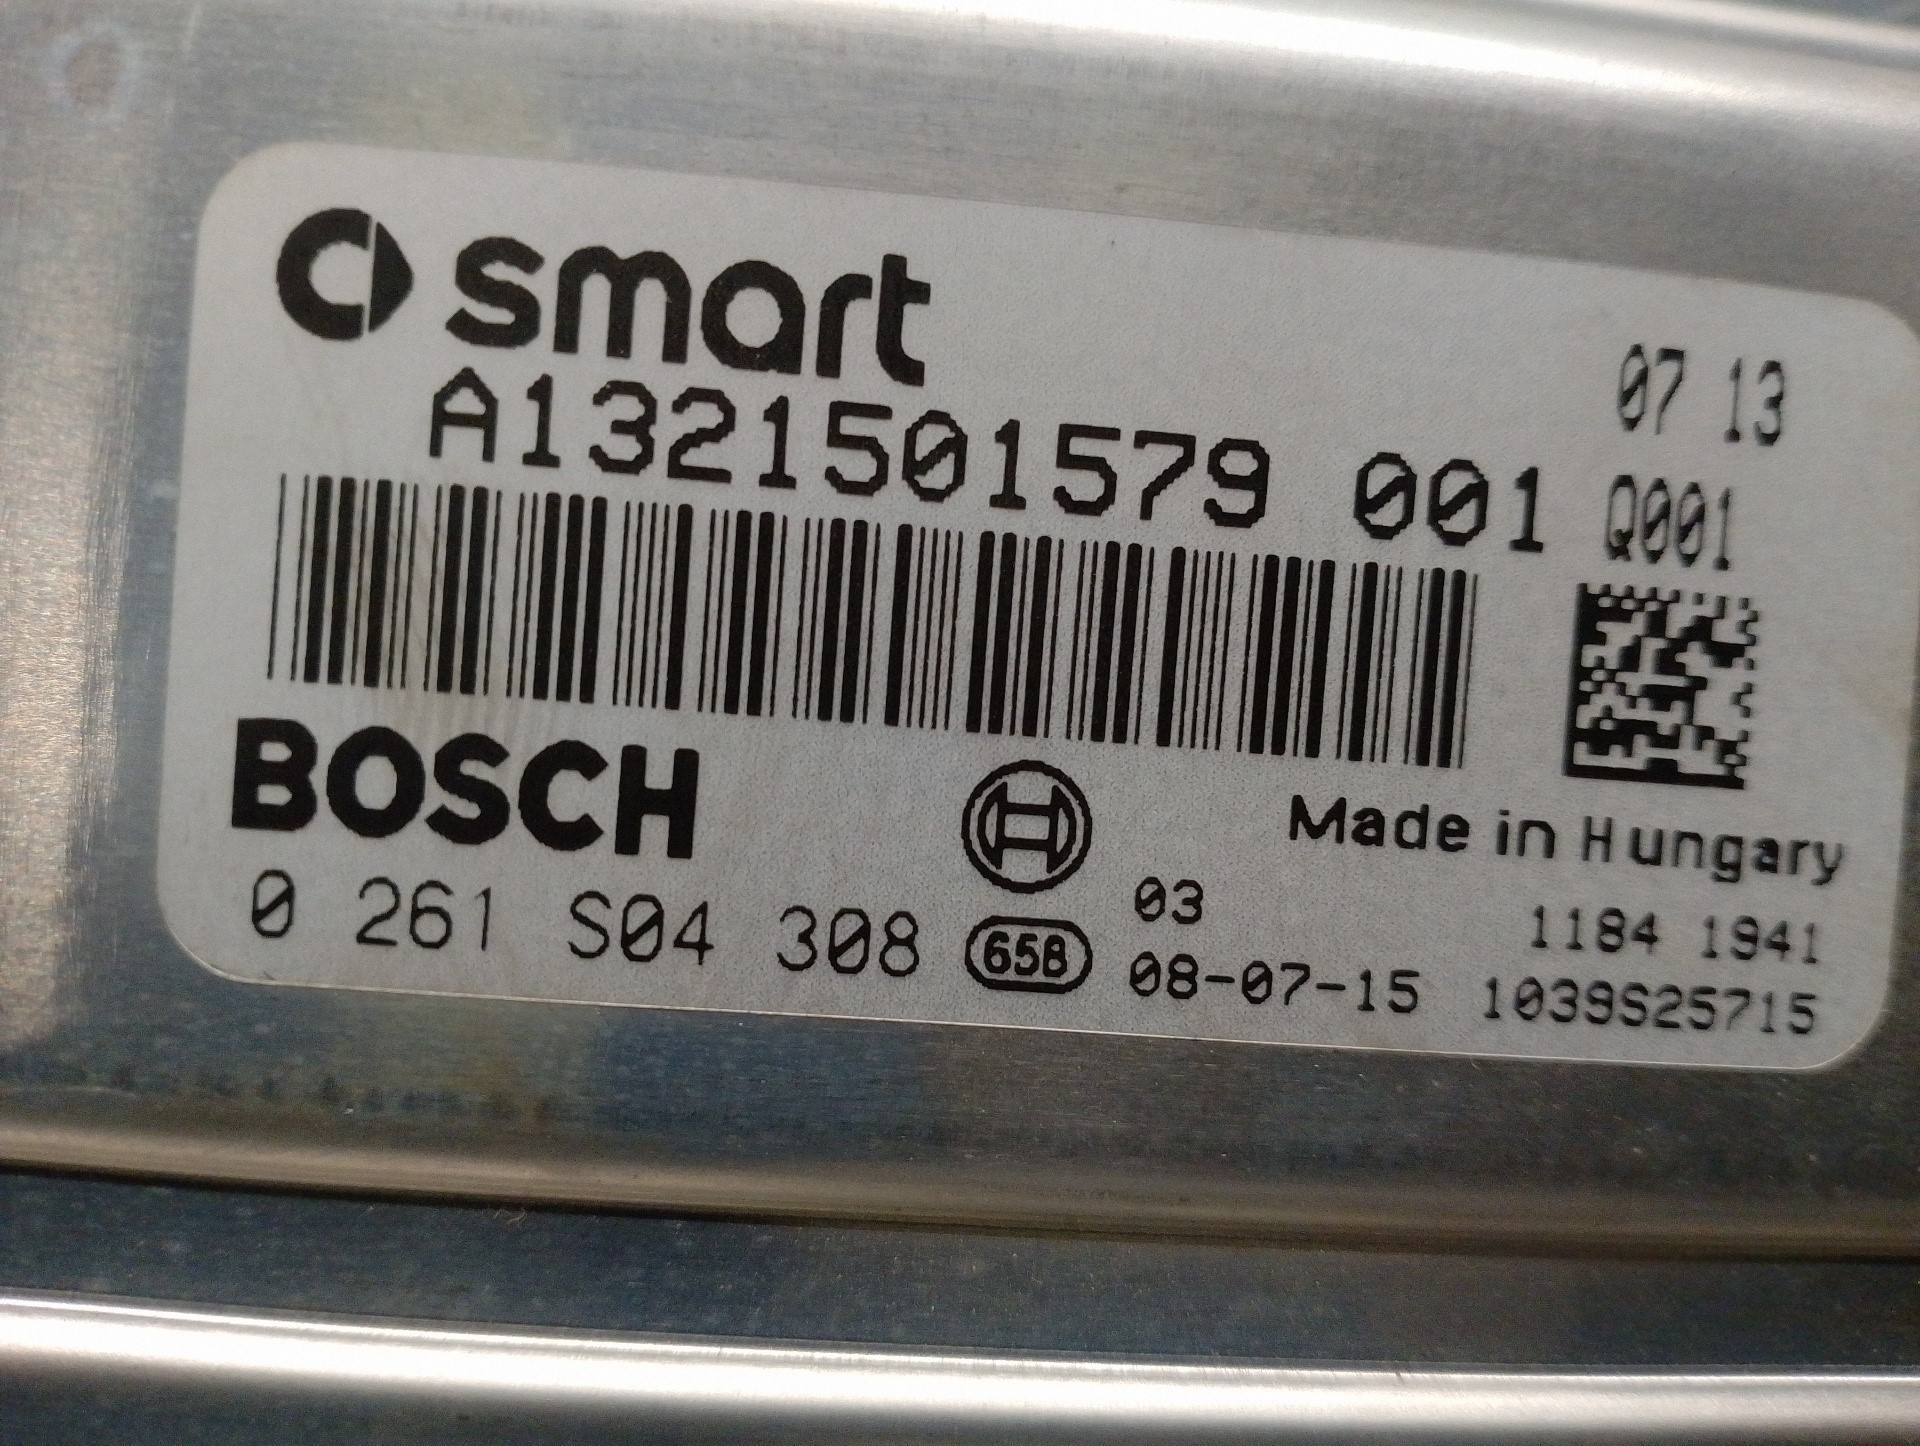 smart
07 13
A1321501579 001
Q001
BOSCH
Made in Hungary
0 261 S04 308
65B
03
08-07-15
1184 1941
1039S25715